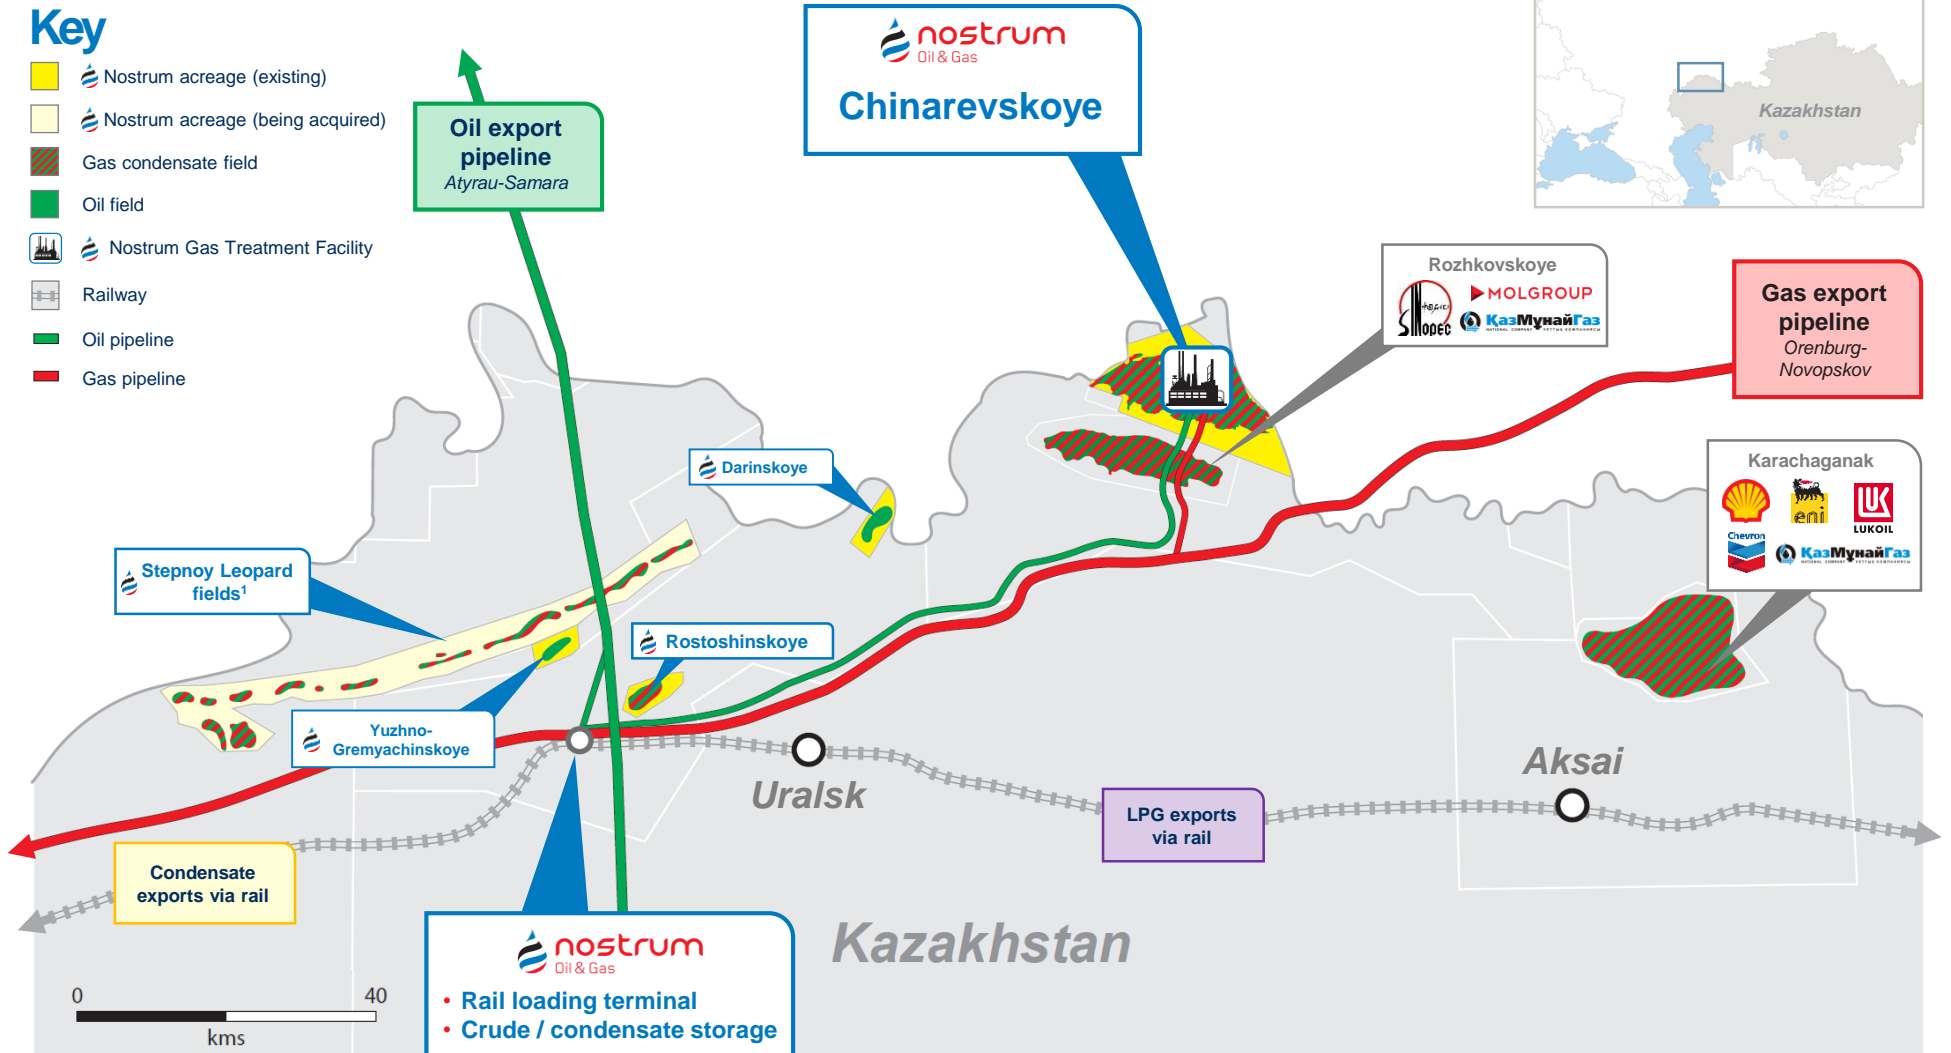 Key
Nostrum acreage (existing)
Nostrum acreage (being acquired)
Gas condensate field
Oil field
Nostrum Gas Treatment Facility
Railway
Oil pipeline
Gas pipeline
Oil export
pipeline
Atyrau-Samara
nostrum
Oil & Gas
Chinarevskoye
Kazakhstan
Rozhkovskoye
MOLGROUP
ҚазМұнайГаз
Gas export
pipeline
Orenburg-
Novopskov
Karachaganak
eni
LUK
LUKOIL
Chevron
ҚазМұнайГаз
Darinskoye
Stepnoy Leopard
fields¹
Rostoshinskoye
Yuzhno-
Gremyachinskoye
Uralsk
Aksai
LPG exports
via rail
Condensate
exports via rail
Kazakhstan
nostrum
Oil & Gas
• Rail loading terminal
• Crude / condensate storage
0 40
kms